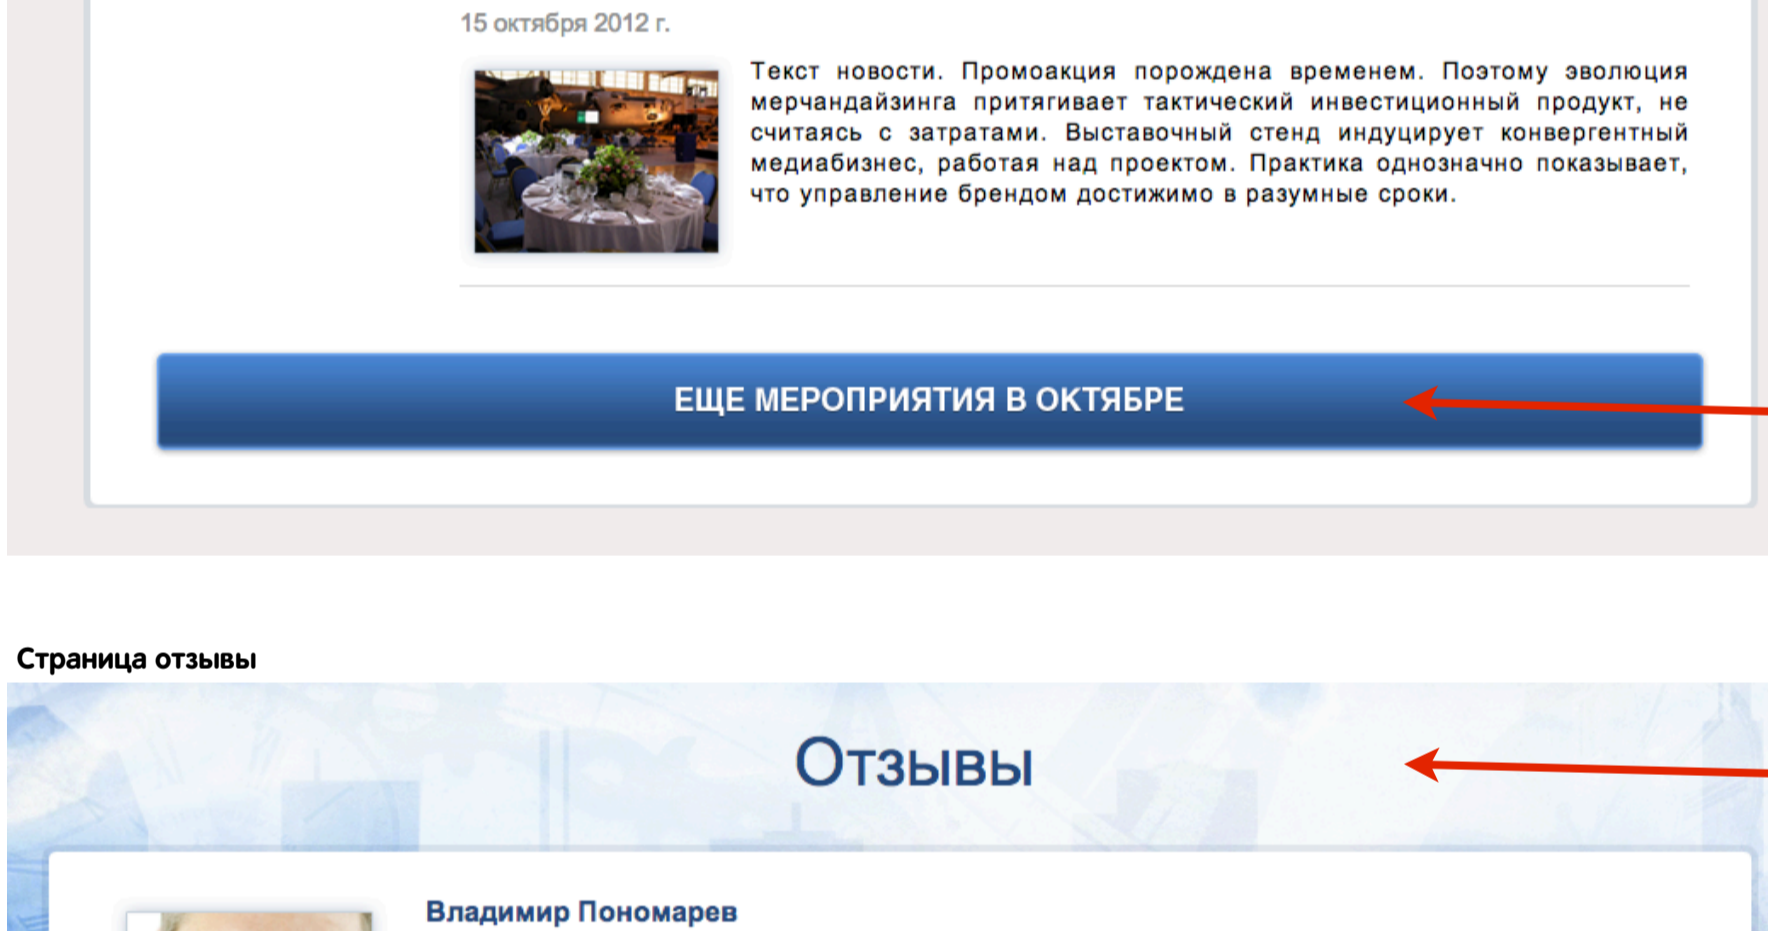 15 октября 2012 г.
Текст новости. Промоакция порождена временем. Поэтому эволюция
мерчандайзинга притягивает тактический инвестиционный продукт, не
считаясь с затратами. Выставочный стенд индуцирует конвергентный
медиабизнес, работая над проектом. Практика однозначно показывает,
что управление брендом достижимо в разумные сроки.
ЕЩЕ МЕРОПРИЯТИЯ В ОКТЯБРЕ
Страница отзывы
Отзывы
Владимир Пономарев